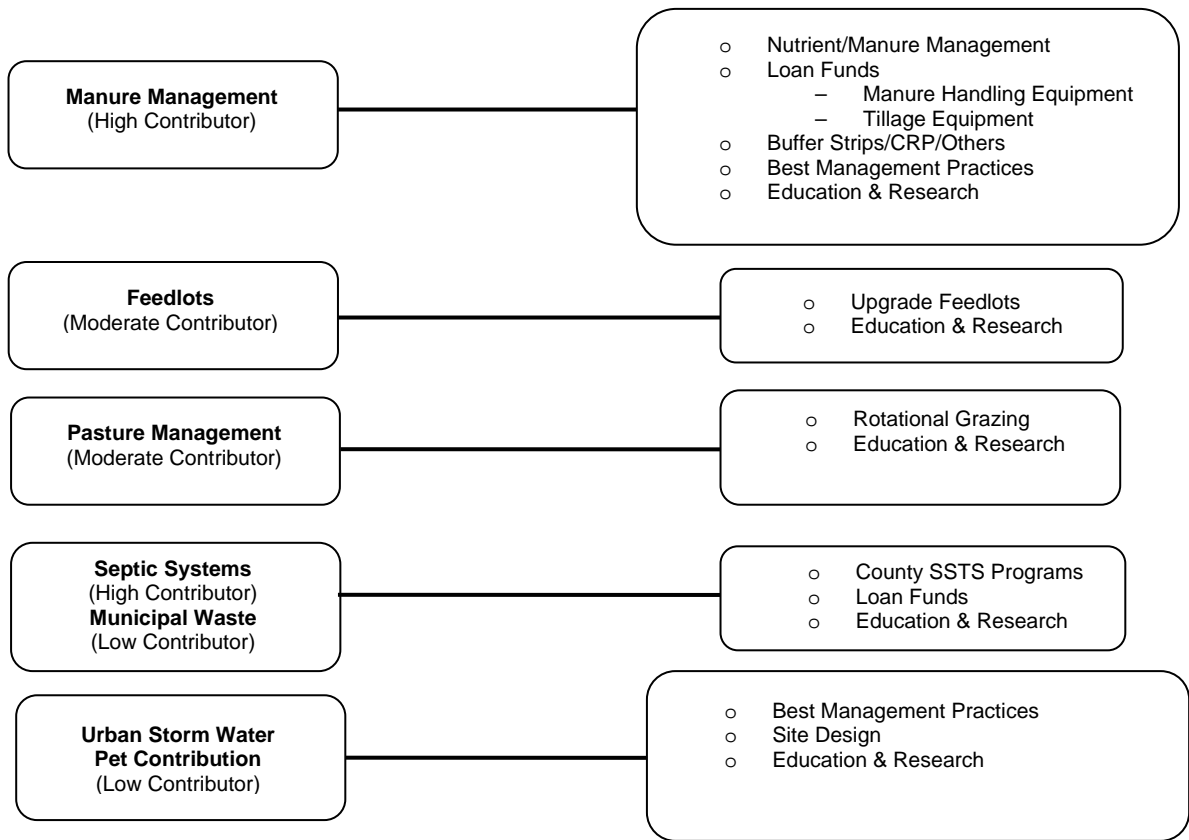 Manure Management
(High Contributor)
o Nutrient/Manure Management
o Loan Funds
– Manure Handling Equipment
– Tillage Equipment
o Buffer Strips/CRP/Others
o Best Management Practices
o Education & Research
Feedlots
(Moderate Contributor)
o Upgrade Feedlots
o Education & Research
Pasture Management
(Moderate Contributor)
o Rotational Grazing
o Education & Research
Septic Systems
(High Contributor)
Municipal Waste
(Low Contributor)
o County SSTS Programs
o Loan Funds
o Education & Research
Urban Storm Water
Pet Contribution
(Low Contributor)
o Best Management Practices
o Site Design
o Education & Research